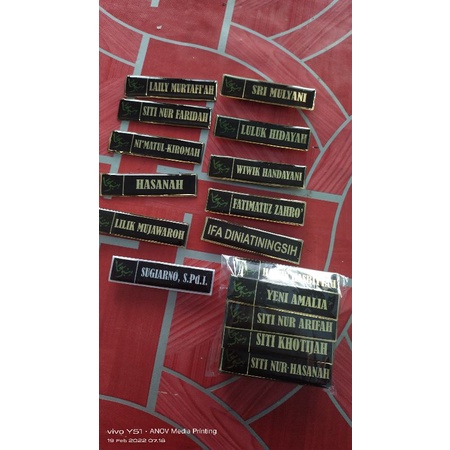 LAILY MURTAFI'AH
SITI NUR FARIDAH
NI'MATUL-KIROMAH
HASANAH
LILIK MUJAWAROH
SUGIARNO, S.Pd.I.
SRI MULYANI
LULUK HIDAYAH
WIWIK HANDAYANI
FATIMATUZ ZAHRO'
IFA DINIATININGSIH
YENI AMALIA
SITI NUR ARIFAH
SITI KHOTIJAH
SITI NUR-HASANAH
vivo Y51 - ANOV Media Printing
19 Feb 2022 07.18